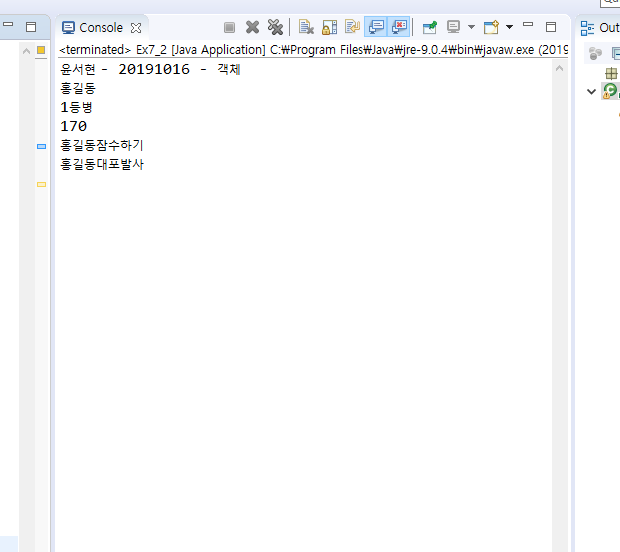 Console
Out
<terminated> Ex7_2 [Java Application] C:₩Program Files₩Java₩jre-9.0.4₩bin₩javaw.exe (2019
윤서현 - 20191016 - 객체
홍길동
1등병
170
홍길동잠수하기
홍길동대포발사